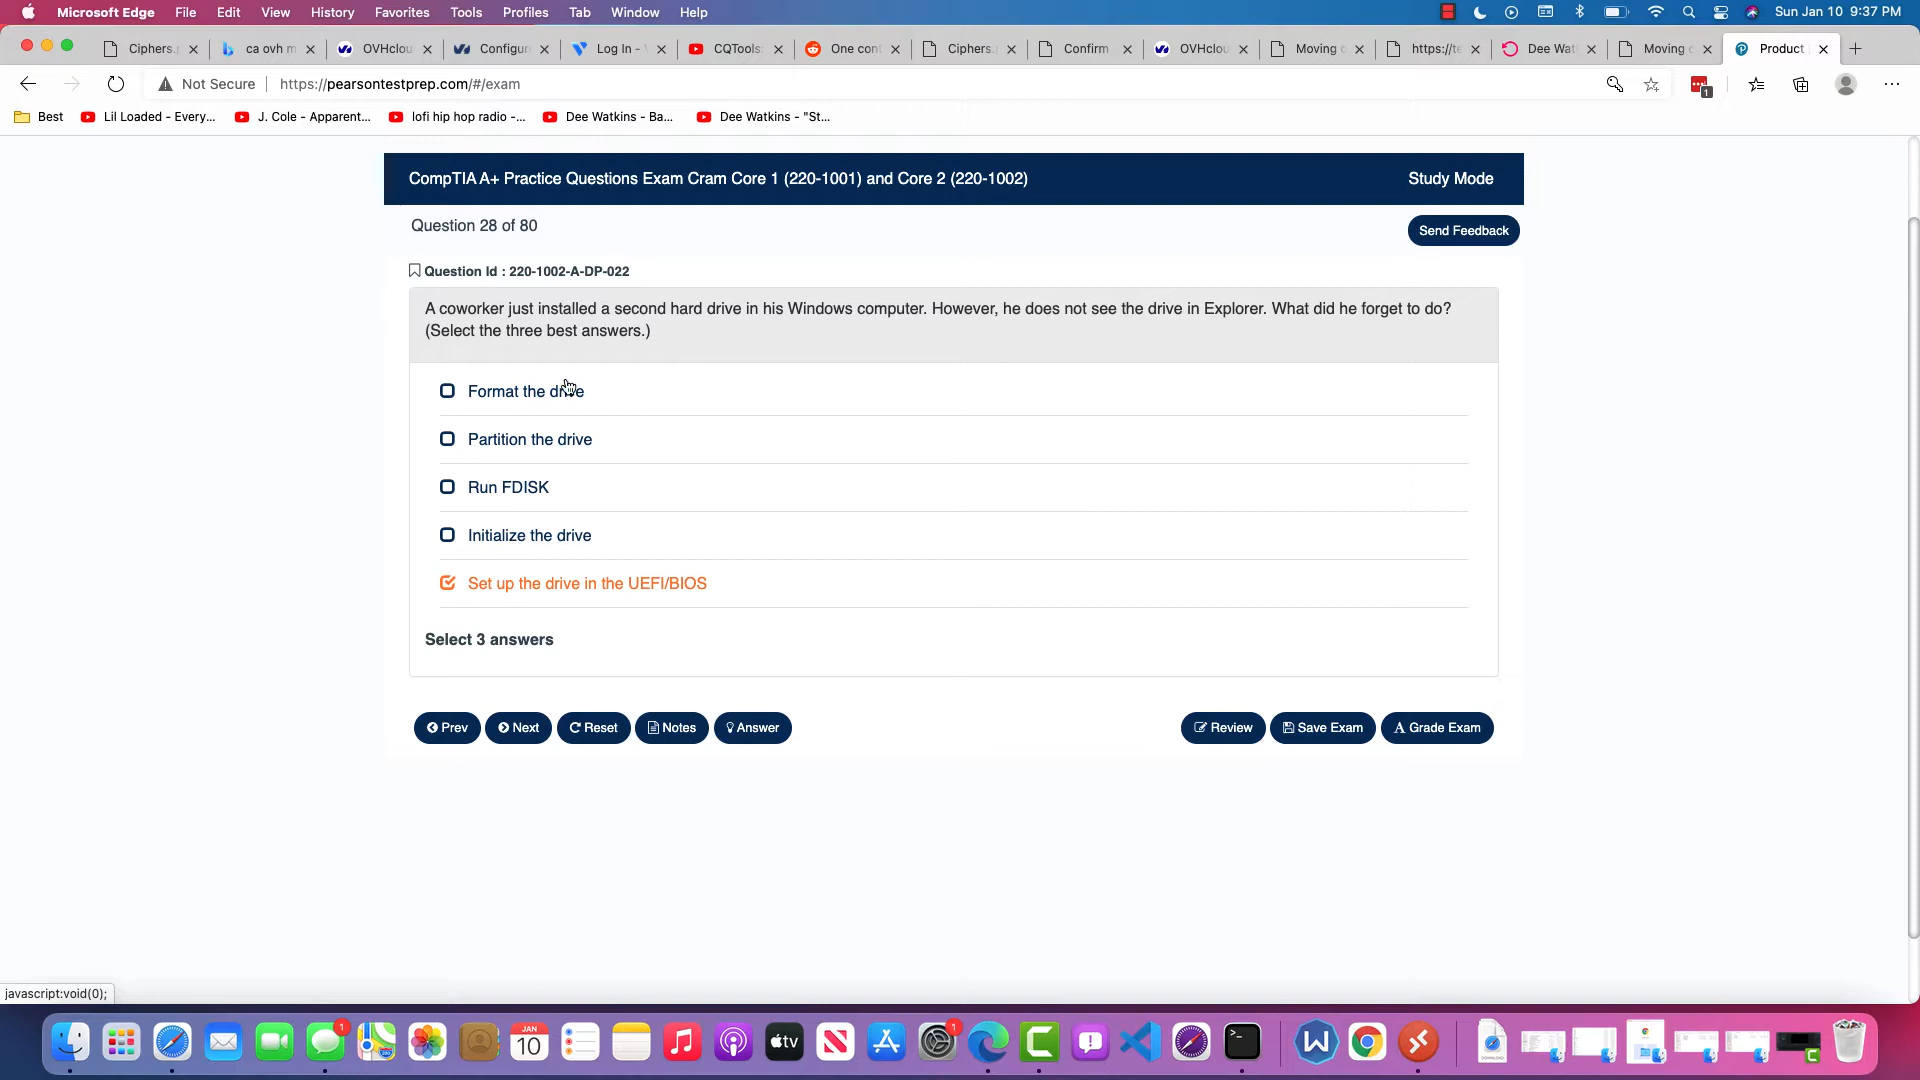 Microsoft Edge File Edit View History Favorites Tools Profiles Tab Window Help Sun Jan 10 9:37 PM
Ciphers. ca ovh m OVHclou Configur Log In - CQTools: One con Ciphers. Confirm OVHclou Moving c https://te Dee Wat Moving c Product
Not Secure https://pearsontestprep.com/#/exam 1
Best Lil Loaded - Every... J. Cole - Apparent... lofi hip hop radio -... Dee Watkins - Ba... Dee Watkins - "St...
CompTIA A+ Practice Questions Exam Cram Core 1 (220-1001) and Core 2 (220-1002) Study Mode
Question 28 of 80
Send Feedback
Question Id : 220-1002-A-DP-022
A coworker just installed a second hard drive in his Windows computer. However, he does not see the drive in Explorer. What did he forget to do?
(Select the three best answers.)
Format the drive
Partition the drive
Run FDISK
Initialize the drive
Set up the drive in the UEFI/BIOS
Select 3 answers
Prev Next Reset Notes Answer Review Save Exam A Grade Exam
javascript:void(0);
1 JAN 10 tv 1